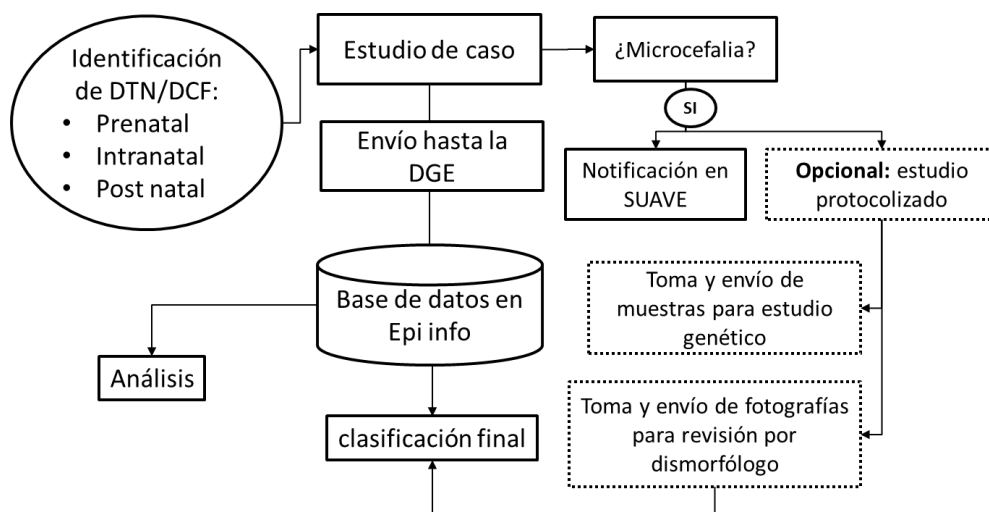 Identificación
de DTN/DCF:
• Prenatal
• Intranatal
• Post natal
Estudio de caso
¿Microcefalia?
SI
Envío hasta la
DGE
Notificación en
SUAVE
Opcional: estudio
protocolizado
Base de datos en
Epi info
Toma y envío de
muestras para estudio
genético
Análisis
Toma y envío de fotografías
para revisión por
dismorfólogo
clasificación final